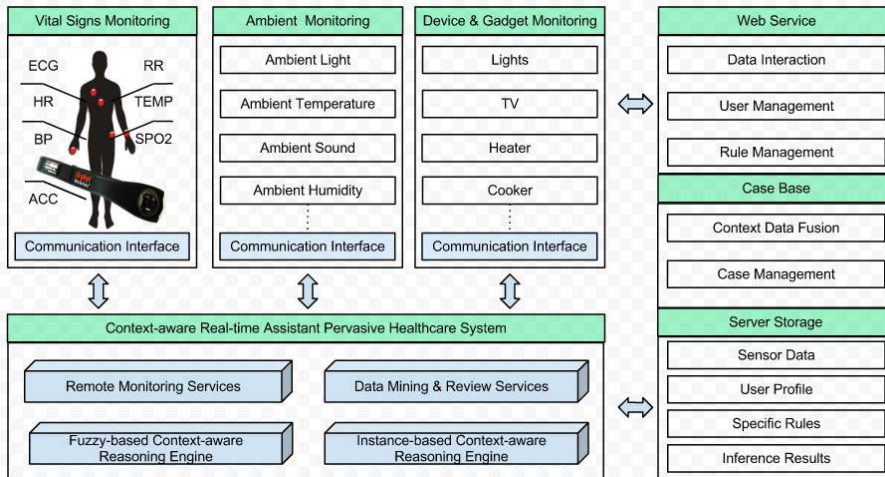 Vital Signs Monitoring
ECG
RR
HR
TEMP
BP
SPO2
ACC
Communication Interface
Ambient Monitoring
Ambient Light
Ambient Temperature
Ambient Sound
Ambient Humidity
Communication Interface
Device & Gadget Monitoring
Lights
TV
Heater
Cooker
Communication Interface
Web Service
Data Interaction
User Management
Rule Management
Case Base
Context Data Fusion
Case Management
Server Storage
Sensor Data
User Profile
Specific Rules
Inference Results
Context-aware Real-time Assistant Pervasive Healthcare System
Remote Monitoring Services
Data Mining & Review Services
Fuzzy-based Context-aware
Reasoning Engine
Instance-based Context-aware
Reasoning Engine